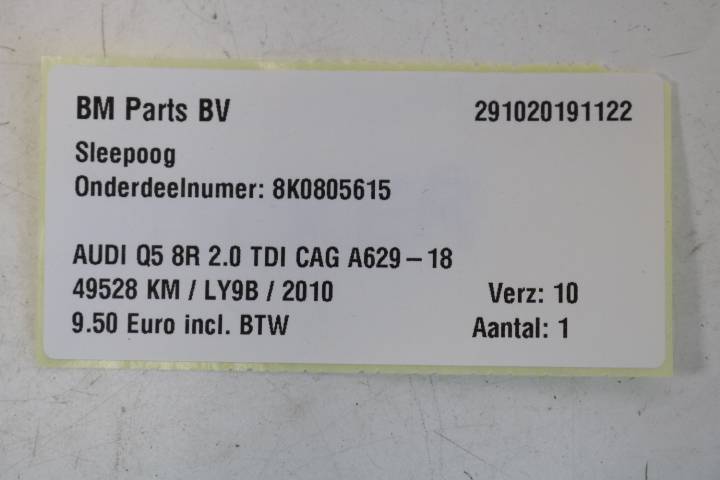 BM Parts BV 291020191122
Sleepoog
Onderdeelnumer: 8K0805615
AUDI Q5 8R 2.0 TDI CAG A629-18
49528 KM / LY9B / 2010 Verz: 10
9.50 Euro incl. BTW Aantal: 1